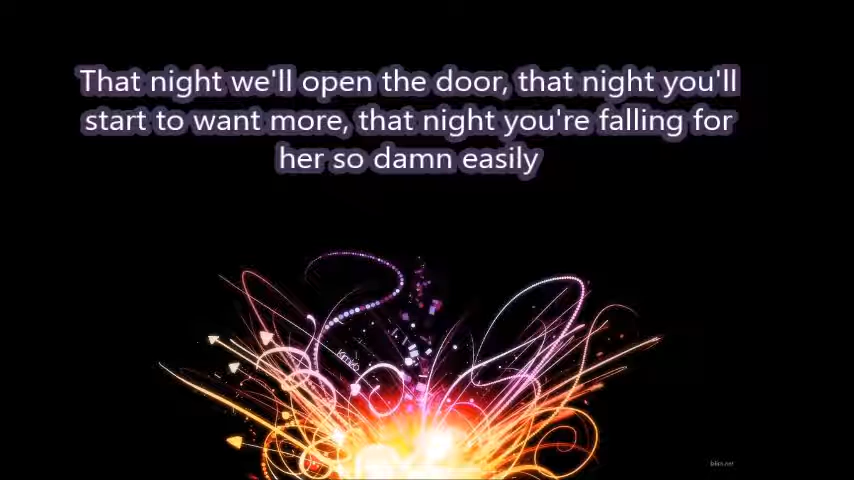 That night we'll open the door, that night you'll
start to want more, that night you're falling for
her so damn easily